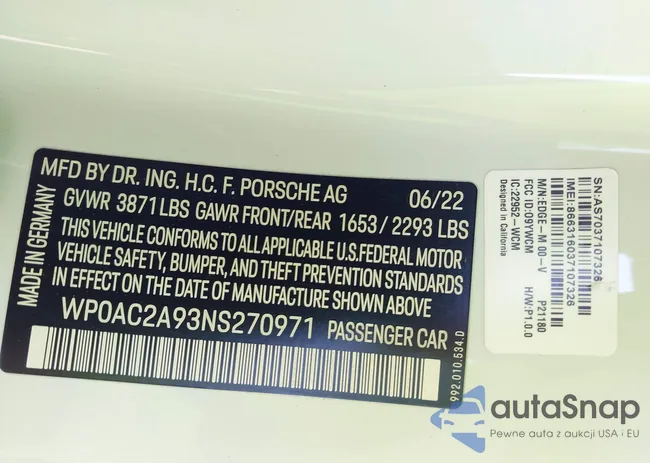 MFD BY DR. ING. H.C. F. PORSCHE AG 06/22
GVWR 3871 LBS GAWR FRONT/REAR 1653/2293 LBS
THIS VEHICLE CONFORMS TO ALL APPLICABLE U.S.FEDERAL MOTOR
VEHICLE SAFETY, BUMPER, AND THEFT PREVENTION STANDARDS
IN EFFECT ON THE DATE OF MANUFACTURE SHOWN ABOVE
WP0AC2A93NS270971 PASSENGER CAR
MADE IN GERMANY
992.010.534.0
SN:AS7037107326
IMEI:866316037107326
M/N:EDGE-M 00-V P21180
FCC ID:O9YWCM H/W:P1.0.0
IC:22952-WCM
Designed in California
autaSnap
Pewne auta z aukcji USA i EU